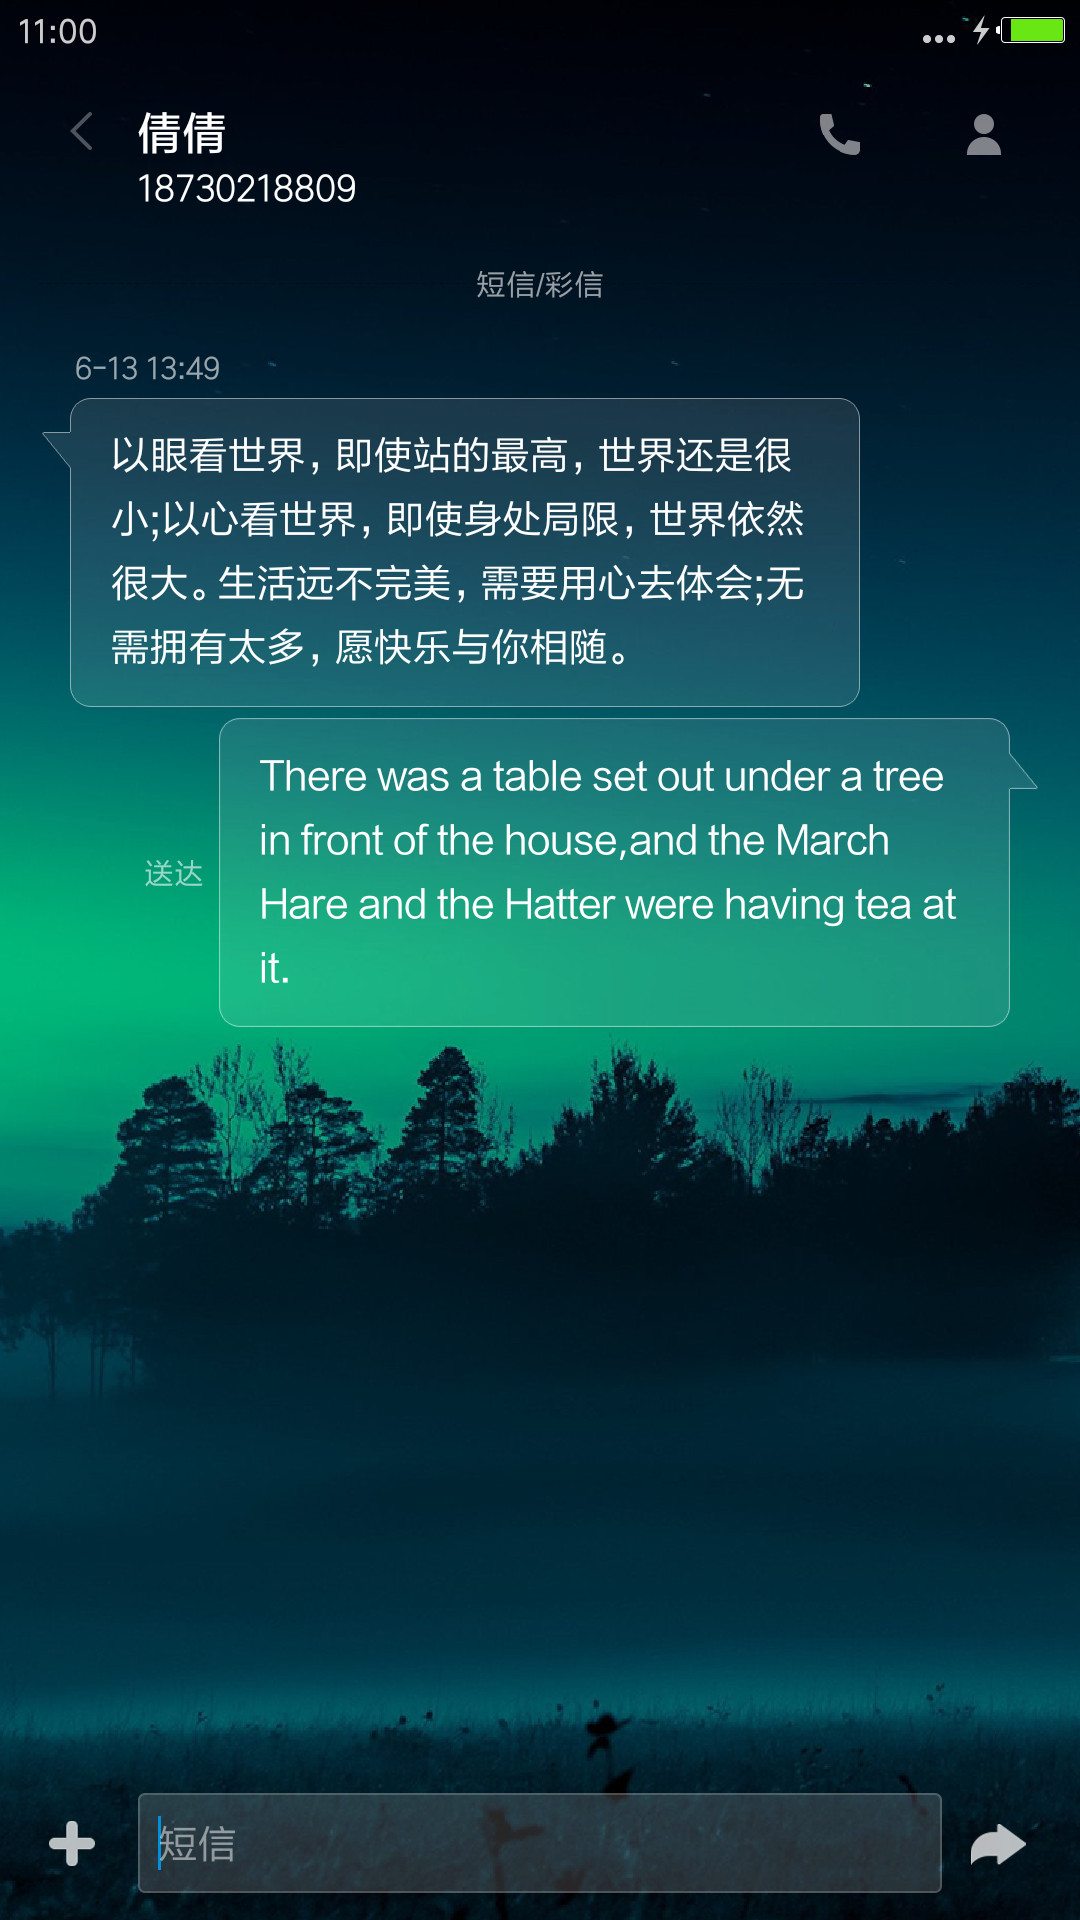 11:00
倩倩
18730218809
短信/彩信
6-13 13:49
以眼看世界，即使站的最高，世界还是很
小;以心看世界，即使身处局限，世界依然
很大。生活远不完美，需要用心去体会;无
需拥有太多，愿快乐与你相随。
There was a table set out under a tree
in front of the house,and the March
Hare and the Hatter were having tea at
it.
送达
短信